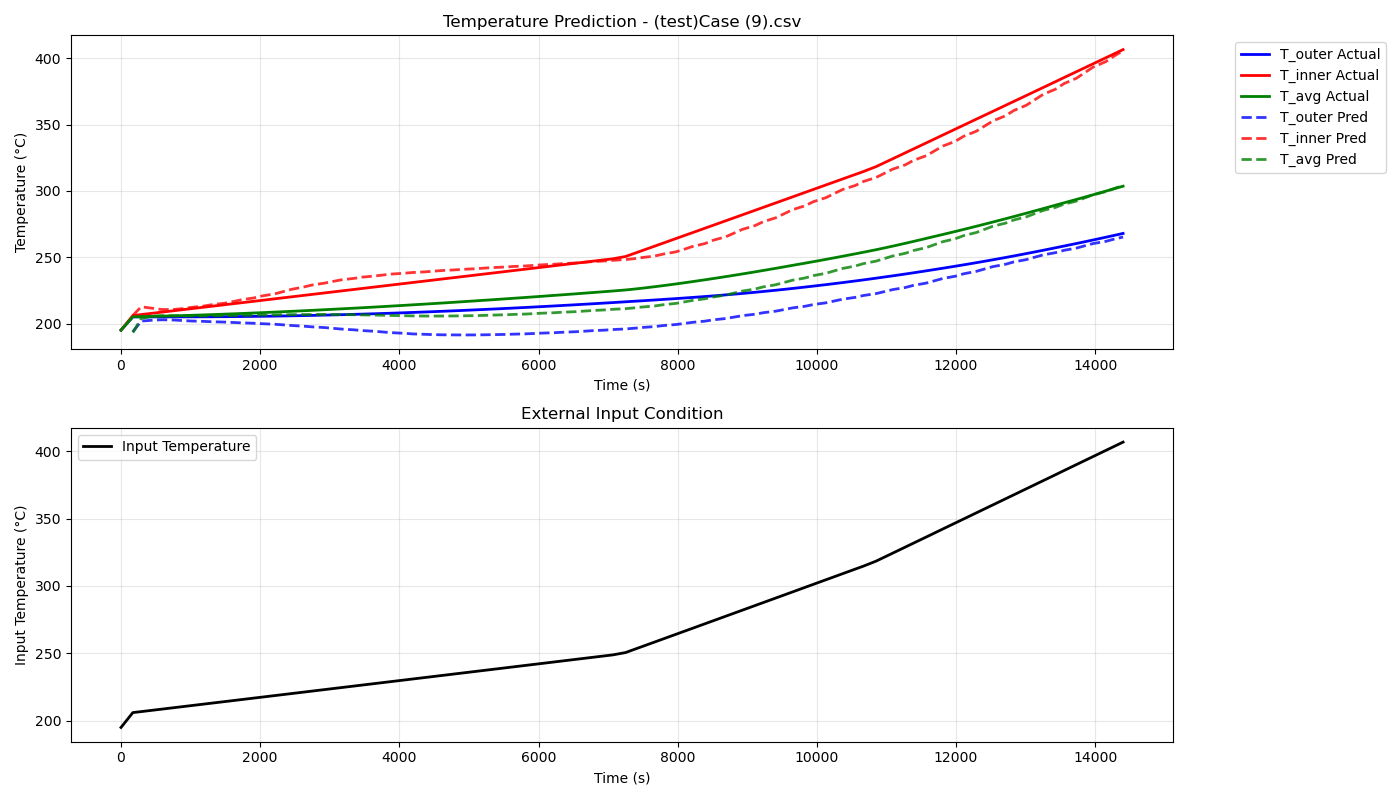 Temperature Prediction - (test)Case (9).csv
Temperature (°C)
400
350
300
250
200
0 2000 4000 6000 8000 10000 12000 14000
Time (s)
T_outer Actual
T_inner Actual
T_avg Actual
T_outer Pred
T_inner Pred
T_avg Pred
External Input Condition
Input Temperature (°C)
400
350
300
250
200
Input Temperature
0 2000 4000 6000 8000 10000 12000 14000
Time (s)